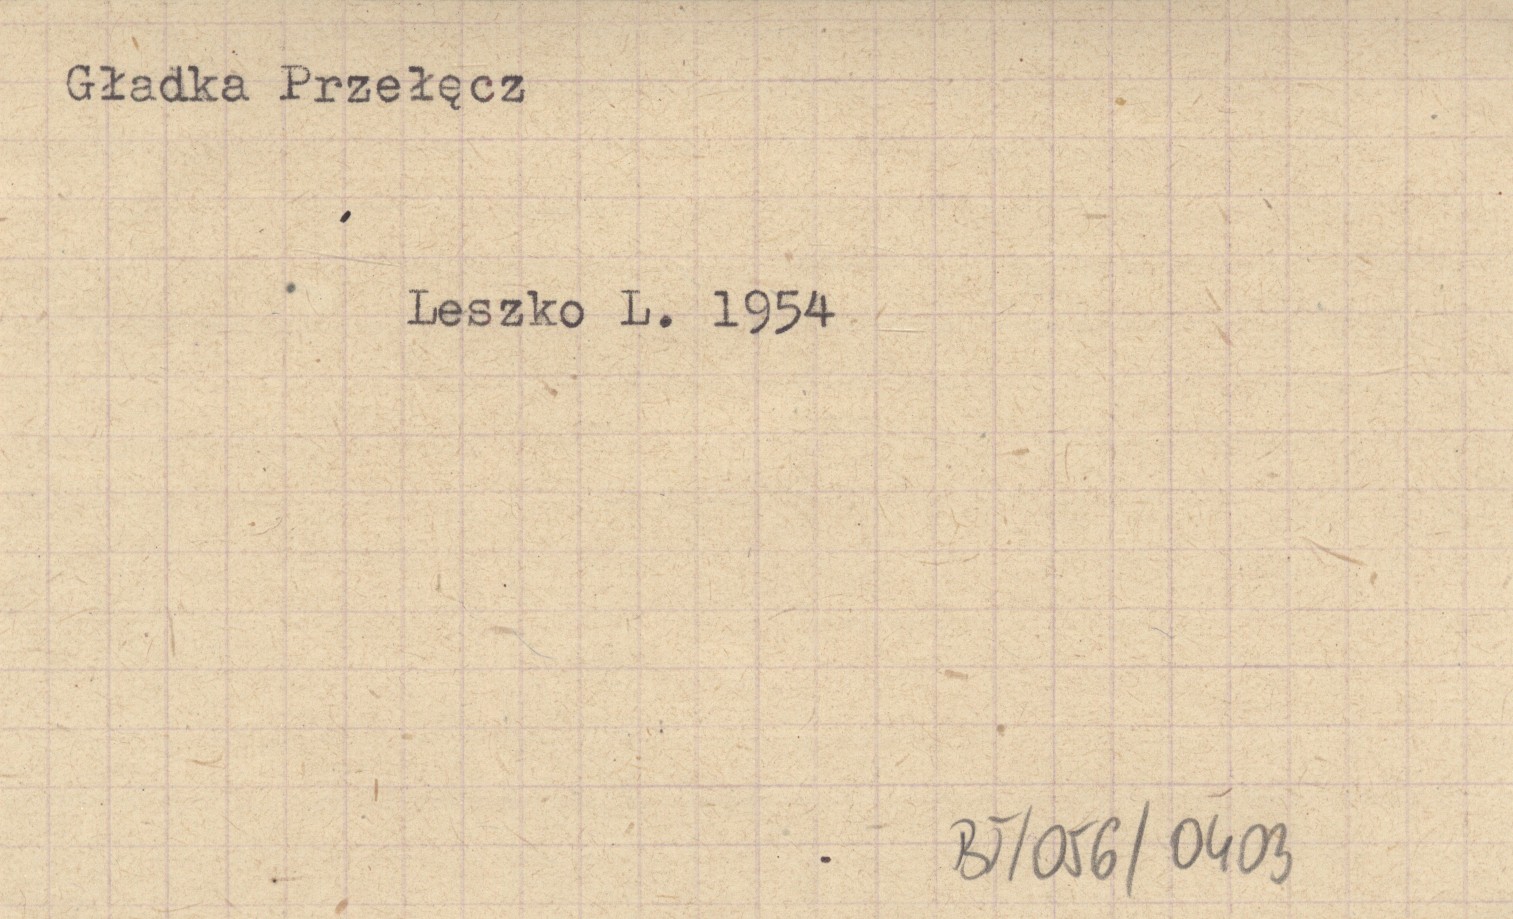 Gładka Przełęcz
Leszko L. 1954
BJ/056/0403